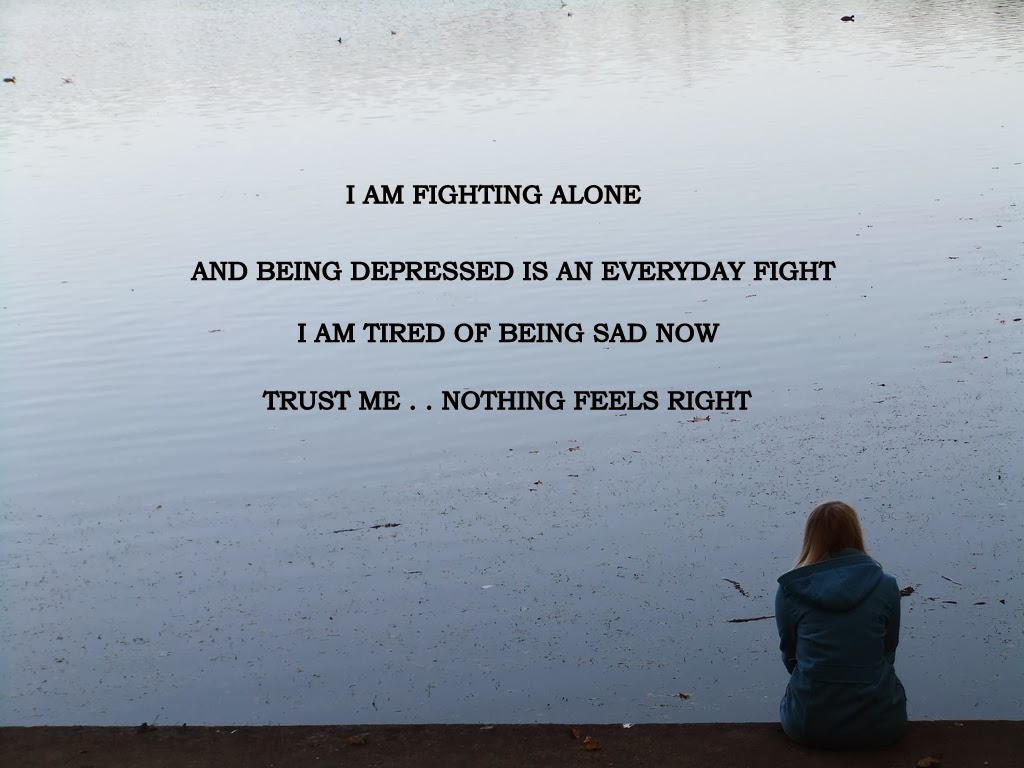 I AM FIGHTING ALONE
AND BEING DEPRESSED IS AN EVERYDAY FIGHT
I AM TIRED OF BEING SAD NOW
TRUST ME . . NOTHING FEELS RIGHT